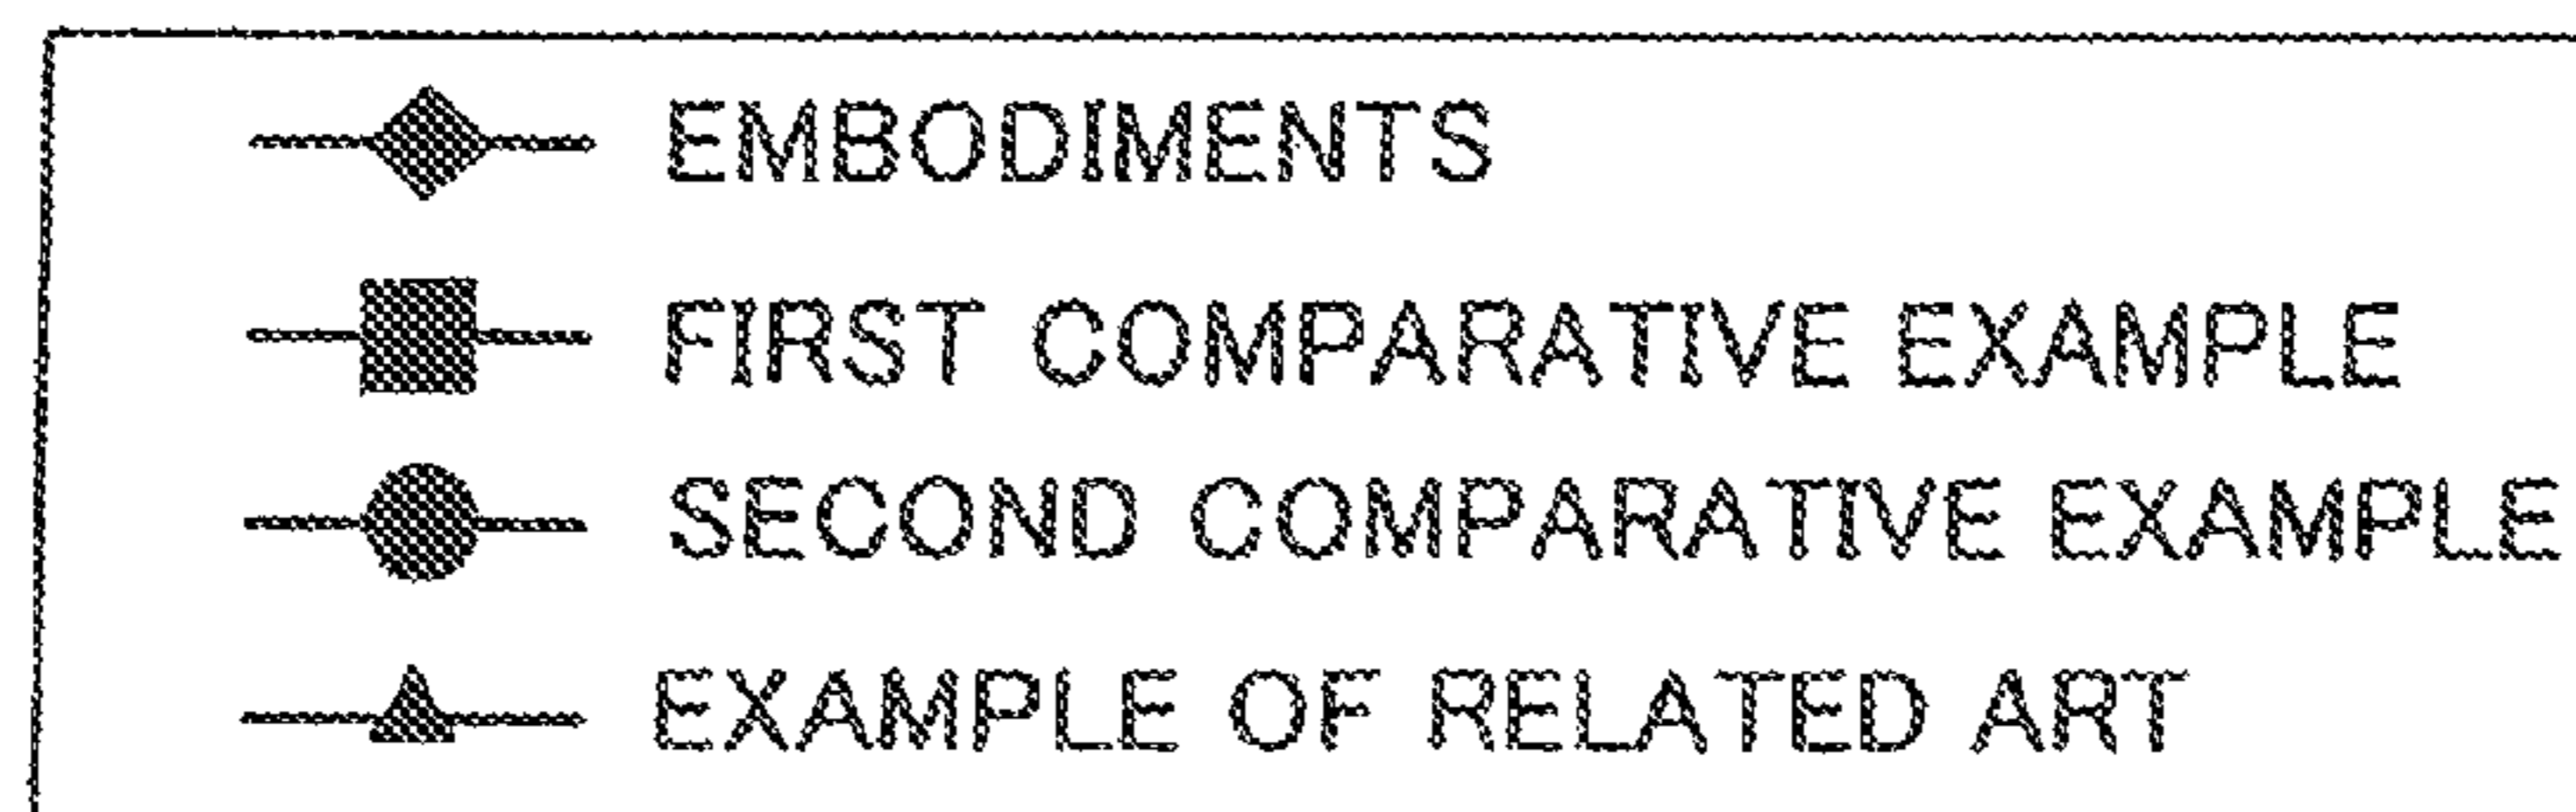 EMBODIMENTS
FIRST COMPARATIVE EXAMPLE
SECOND COMPARATIVE EXAMPLE
EXAMPLE OF RELATED ART